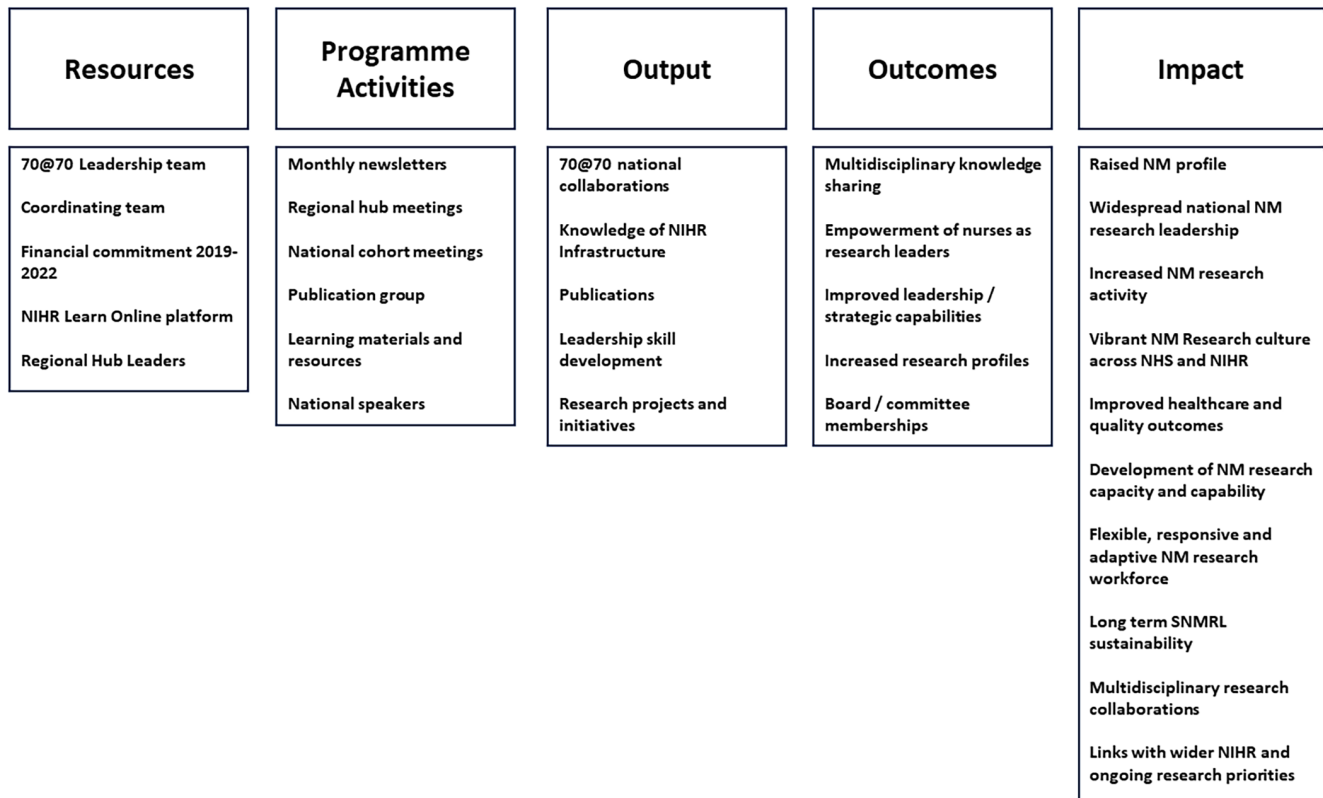 Resources
70@70 Leadership team
Coordinating team
Financial commitment 2019-
2022
NIHR Learn Online platform
Regional Hub Leaders
Programme
Activities
Monthly newsletters
Regional hub meetings
National cohort meetings
Publication group
Learning materials and
resources
National speakers
Output
70@70 national
collaborations
Knowledge of NIHR
Infrastructure
Publications
Leadership skill
development
Research projects and
initiatives
Outcomes
Multidisciplinary knowledge
sharing
Empowerment of nurses as
research leaders
Improved leadership /
strategic capabilities
Increased research profiles
Board / committee
memberships
Impact
Raised NM profile
Widespread national NM
research leadership
Increased NM research
activity
Vibrant NM Research culture
across NHS and NIHR
Improved healthcare and
quality outcomes
Development of NM research
capacity and capability
Flexible, responsive and
adaptive NM research
workforce
Long term SNMRL
sustainability
Multidisciplinary research
collaborations
Links with wider NIHR and
ongoing research priorities